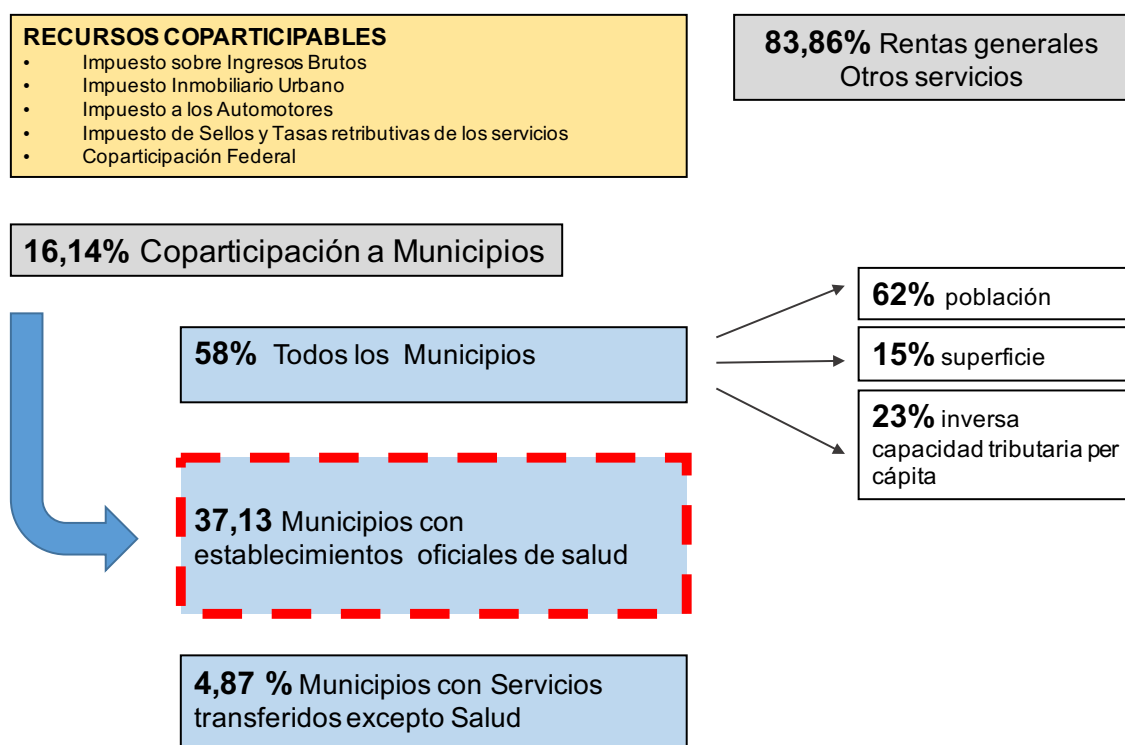 RECURSOS COPARTICIPABLES
• Impuesto sobre Ingresos Brutos
• Impuesto Inmobiliario Urbano
• Impuesto a los Automotores
• Impuesto de Sellos y Tasas retributivas de los servicios
• Coparticipación Federal
83,86% Rentas generales
Otros servicios
16,14% Coparticipación a Municipios
58% Todos los Municipios
62% población
15% superficie
23% inversa
capacidad tributaria per
cápita
37,13 Municipios con
establecimientos oficiales de salud
4,87 % Municipios con Servicios
transferidos excepto Salud